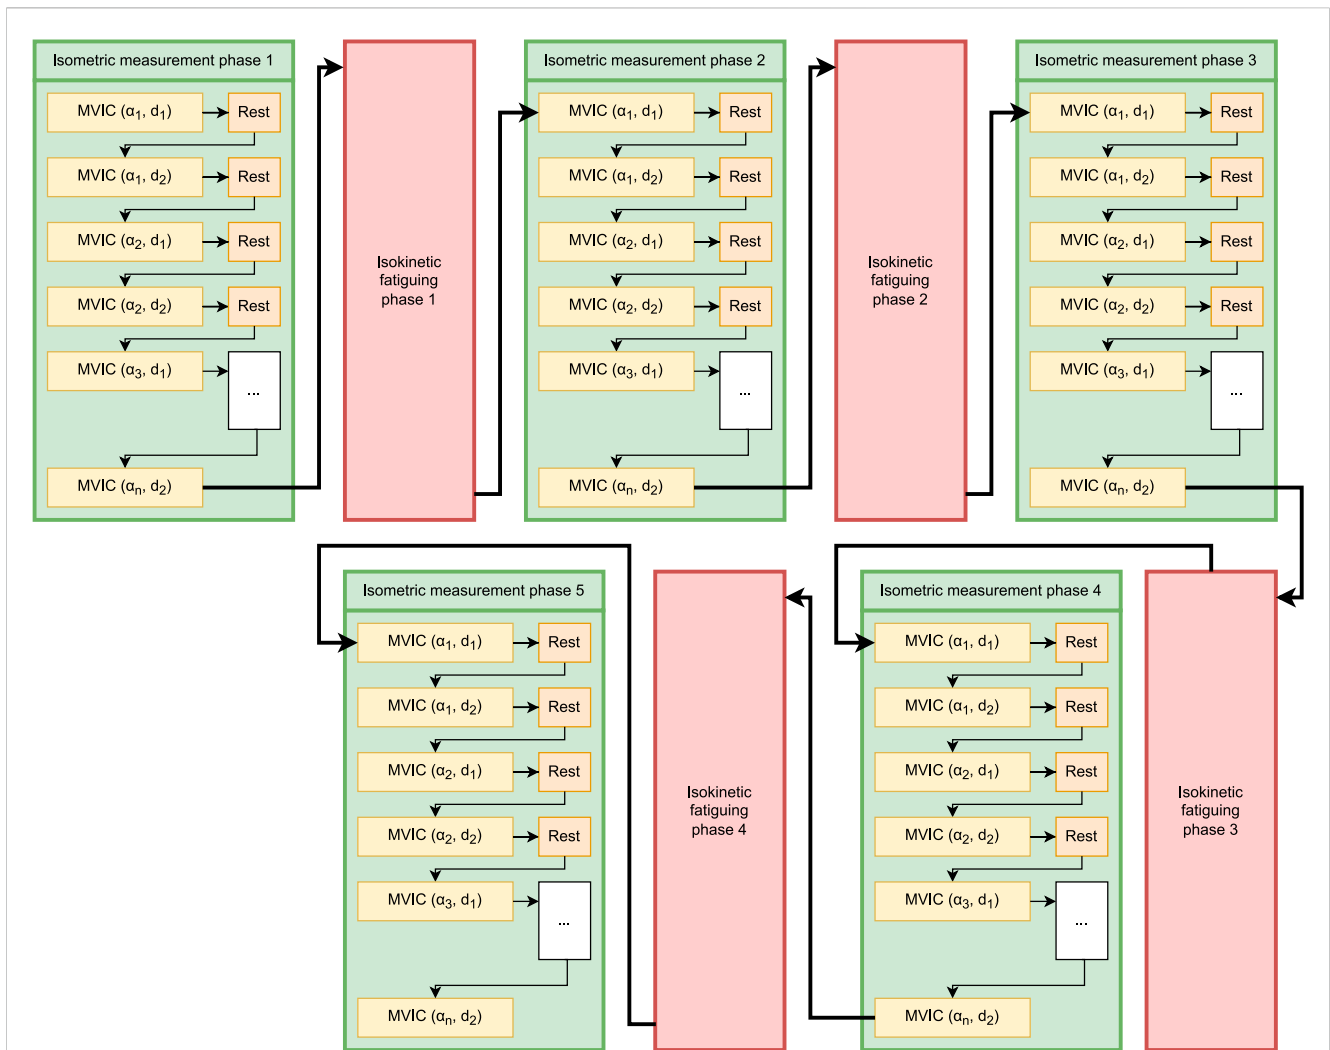 Isometric measurement phase 1
MVIC (α₁, d₁)
Rest
MVIC (α₁, d₂)
Rest
MVIC (α₂, d₁)
Rest
MVIC (α₂, d₂)
Rest
MVIC (α₃, d₁)
...
MVIC (αₙ, d₂)
Isokinetic
fatiguing
phase 1
Isometric measurement phase 2
MVIC (α₁, d₁)
Rest
MVIC (α₁, d₂)
Rest
MVIC (α₂, d₁)
Rest
MVIC (α₂, d₂)
Rest
MVIC (α₃, d₁)
...
MVIC (αₙ, d₂)
Isokinetic
fatiguing
phase 2
Isometric measurement phase 3
MVIC (α₁, d₁)
Rest
MVIC (α₁, d₂)
Rest
MVIC (α₂, d₁)
Rest
MVIC (α₂, d₂)
Rest
MVIC (α₃, d₁)
...
MVIC (αₙ, d₂)
Isokinetic
fatiguing
phase 3
Isometric measurement phase 4
MVIC (α₁, d₁)
Rest
MVIC (α₁, d₂)
Rest
MVIC (α₂, d₁)
Rest
MVIC (α₂, d₂)
Rest
MVIC (α₃, d₁)
...
MVIC (αₙ, d₂)
Isokinetic
fatiguing
phase 4
Isometric measurement phase 5
MVIC (α₁, d₁)
Rest
MVIC (α₁, d₂)
Rest
MVIC (α₂, d₁)
Rest
MVIC (α₂, d₂)
Rest
MVIC (α₃, d₁)
...
MVIC (αₙ, d₂)